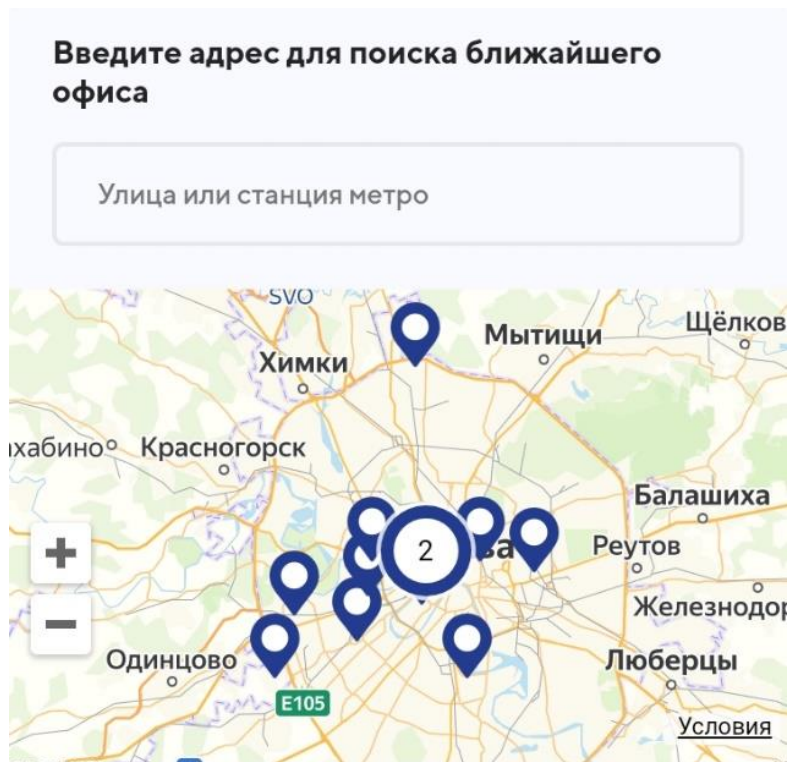 Введите адрес для поиска ближайшего
офиса
Улица или станция метро
SVO
Мытищи
Щёлков
Химки
хабино
Красногорск
Балашиха
2
ва
Реутов
+
Железнодор
−
Одинцово
Люберцы
E105
Условия